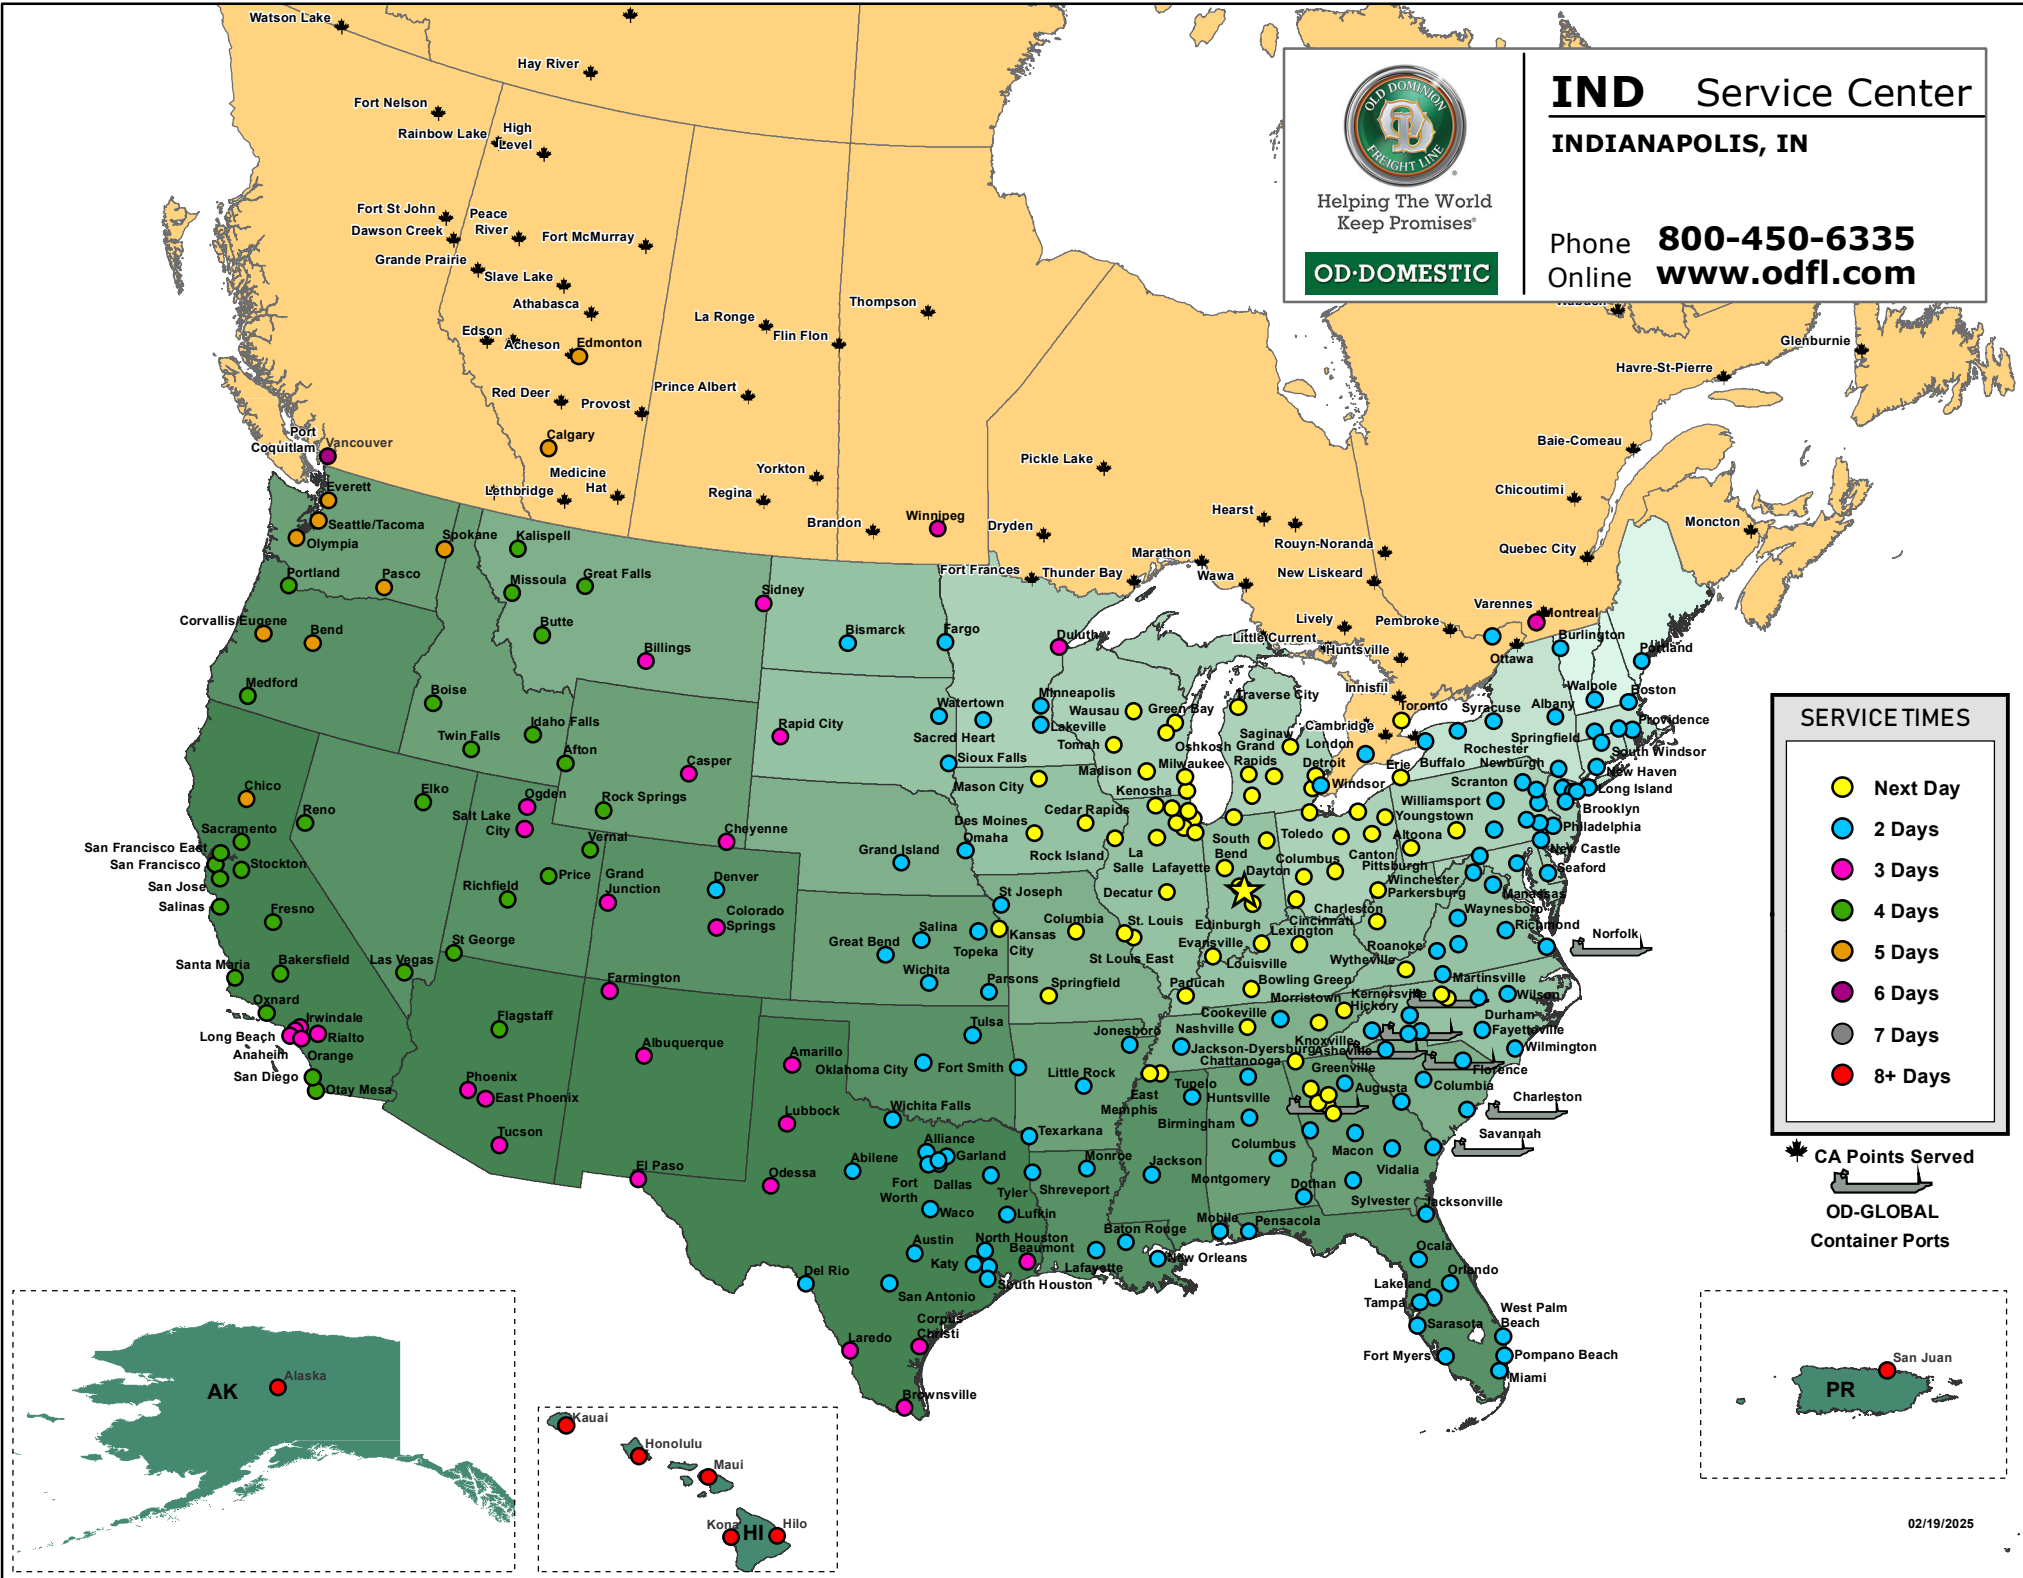 Watson Lake
Hay River
Fort Nelson
Rainbow Lake
High
Level
Fort St John
Dawson Creek
Peace
River
Fort McMurray
Grande Prairie
Slave Lake
Athabasca
Edson
Acheson
Edmonton
Red Deer
Provost
Calgary
Medicine
Hat
Lethbridge
Port
Coquitlam
Vancouver
La Ronge
Flin Flon
Thompson
Prince Albert
Yorkton
Regina
Brandon
Winnipeg
Pickle Lake
Dryden
Fort Frances
Thunder Bay
Marathon
Wawa
Hearst
Rouyn-Noranda
New Liskeard
Lively
Little Current
Huntsville
Pembroke
Varennes
Montreal
Ottawa
Innisfil
Toronto
Cambridge
London
Windsor
Glenburnie
Havre-St-Pierre
Baie-Comeau
Chicoutimi
Quebec City
Moncton
OLD DOMINION
FREIGHT LINE
Helping The World
Keep Promises®
OD·DOMESTIC
IND Service Center
INDIANAPOLIS, IN
Phone 800-450-6335
Online www.odfl.com
Everett
Seattle/Tacoma
Olympia
Spokane
Kalispell
Portland
Pasco
Missoula
Great Falls
Corvallis/Eugene
Bend
Butte
Billings
Sidney
Medford
Boise
Idaho Falls
Twin Falls
Afton
Casper
Rapid City
Bismarck
Fargo
Duluth
Chico
Reno
Elko
Ogden
Salt Lake
City
Rock Springs
Cheyenne
Vernal
Sacramento
San Francisco East
San Francisco
Stockton
San Jose
Salinas
Fresno
Richfield
Price
Grand
Junction
Denver
Colorado
Springs
St George
Las Vegas
Santa Maria
Bakersfield
Oxnard
Irwindale
Long Beach
Rialto
Anaheim
Orange
San Diego
Otay Mesa
Flagstaff
Farmington
Albuquerque
Phoenix
East Phoenix
Tucson
El Paso
Amarillo
Lubbock
Odessa
Minneapolis
Watertown
Lakeville
Sacred Heart
Sioux Falls
Wausau
Green Bay
Tomah
Oshkosh
Madison
Milwaukee
Kenosha
Mason City
Cedar Rapids
Des Moines
Omaha
Grand Island
Rock Island
La
Salle
Traverse City
Saginaw
Grand
Rapids
Detroit
South
Bend
Lafayette
Toledo
Columbus
Dayton
Decatur
St Joseph
Columbia
St. Louis
Kansas
City
Salina
Topeka
Great Bend
Wichita
Parsons
St Louis East
Springfield
Edinburgh
Evansville
Cincinnati
Lexington
Louisville
Paducah
Bowling Green
Burlington
Portland
Walpole
Boston
Albany
Syracuse
Providence
Springfield
South Windsor
Rochester
Buffalo
Newburgh
New Haven
Long Island
Erie
Scranton
Brooklyn
Williamsport
Youngstown
Altoona
Philadelphia
Canton
Pittsburgh
New Castle
Seaford
Winchester
Parkersburg
Manassas
Charleston
Waynesboro
Richmond
Norfolk
Roanoke
Wytheville
Martinsville
Morristown
Kernersville
Hickory
Wilson
Durham
Fayetteville
Wilmington
Cookeville
Nashville
Knoxville
Asheville
Jonesboro
Jackson-Dyersburg
Chattanooga
Greenville
Florence
Tulsa
Oklahoma City
Fort Smith
Little Rock
East
Memphis
Tupelo
Huntsville
Birmingham
Augusta
Columbia
Charleston
Savannah
Wichita Falls
Texarkana
Alliance
Garland
Abilene
Fort
Worth
Dallas
Tyler
Shreveport
Monroe
Jackson
Columbus
Macon
Vidalia
Montgomery
Dothan
Sylvester
Jacksonville
Waco
Lufkin
Austin
North Houston
Beaumont
Katy
South Houston
San Antonio
Del Rio
Laredo
Corpus
Christi
Brownsville
Lafayette
Baton Rouge
New Orleans
Mobile
Pensacola
Ocala
Orlando
Lakeland
Tampa
Sarasota
Fort Myers
West Palm
Beach
Pompano Beach
Miami
SERVICE TIMES
Next Day
2 Days
3 Days
4 Days
5 Days
6 Days
7 Days
8+ Days
CA Points Served
OD-GLOBAL
Container Ports
AK
Alaska
Kauai
Honolulu
Maui
Kona
HI
Hilo
San Juan
PR
02/19/2025